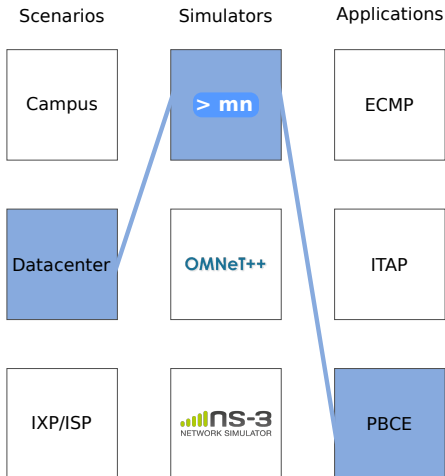 Scenarios Simulators Applications
Campus > mn ECMP
Datacenter OMNeT++ ITAP
IXP/ISP ns-3 PBCE
NETWORK SIMULATOR